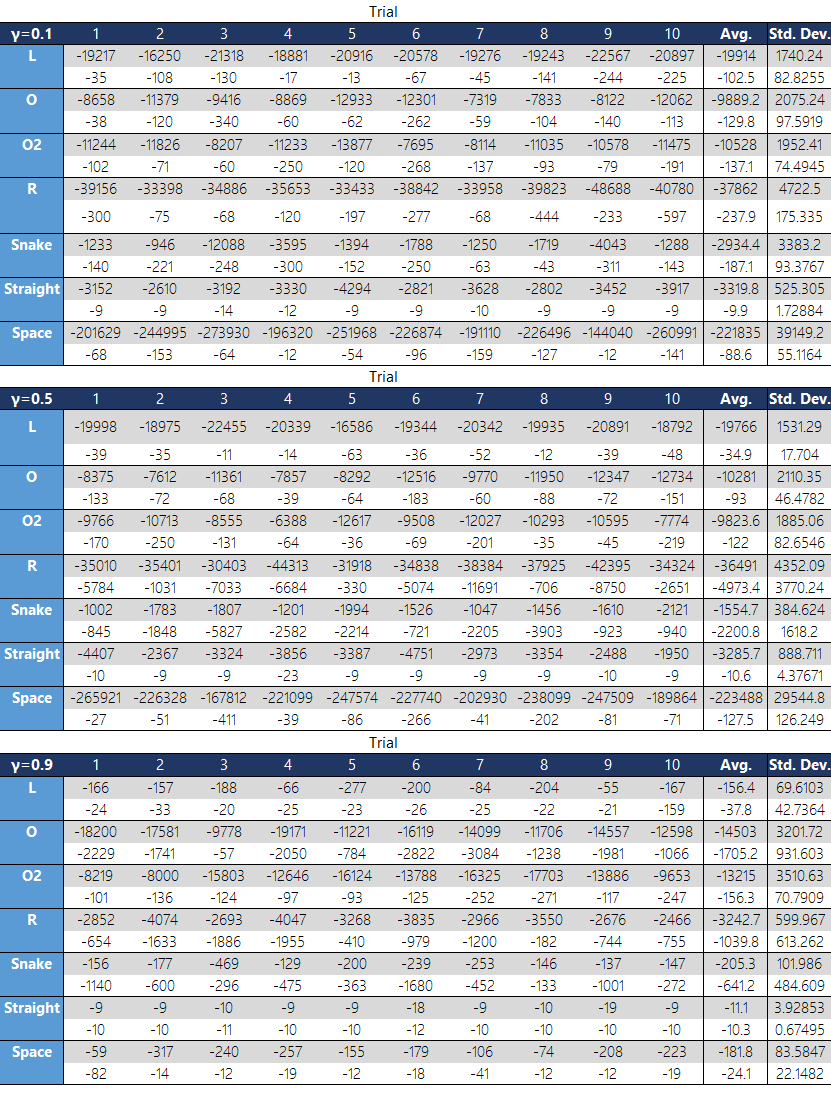 Trial
γ=0.1 1 2 3 4 5 6 7 8 9 10 Avg. Std. Dev.
L -19217 -16250 -21318 -18881 -20916 -20578 -19276 -19243 -22567 -20897 -19914 1740.24
-35 -108 -130 -17 -13 -67 -45 -141 -244 -225 -102.5 82.8255
O -8658 -11379 -9416 -8869 -12933 -12301 -7319 -7833 -8122 -12062 -9889.2 2075.24
-38 -120 -340 -60 -62 -262 -59 -104 -140 -113 -129.8 97.5919
O2 -11244 -11826 -8207 -11233 -13877 -7695 -8114 -11035 -10578 -11475 -10528 1952.41
-102 -71 -60 -250 -120 -268 -137 -93 -79 -191 -137.1 74.4945
R -39156 -33398 -34886 -35653 -33433 -38842 -33958 -39823 -48688 -40780 -37862 4722.5
-300 -75 -68 -120 -197 -277 -68 -444 -233 -597 -237.9 175.335
Snake -1233 -946 -12088 -3595 -1394 -1788 -1250 -1719 -4043 -1288 -2934.4 3383.2
-140 -221 -248 -300 -152 -250 -63 -43 -311 -143 -187.1 93.3767
Straight -3152 -2610 -3192 -3330 -4294 -2821 -3628 -2802 -3452 -3917 -3319.8 525.305
-9 -9 -14 -12 -9 -9 -10 -9 -9 -9 -9.9 1.72884
Space -201629 -244995 -273930 -196320 -251968 -226874 -191110 -226496 -144040 -260991 -221835 39149.2
-68 -153 -64 -12 -54 -96 -159 -127 -12 -141 -88.6 55.1164
Trial
γ=0.5 1 2 3 4 5 6 7 8 9 10 Avg. Std. Dev.
L -19998 -18975 -22455 -20339 -16586 -19344 -20342 -19935 -20891 -18792 -19766 1531.29
-39 -35 -11 -14 -63 -36 -52 -12 -39 -48 -34.9 17.704
O -8375 -7612 -11361 -7857 -8292 -12516 -9770 -11950 -12347 -12734 -10281 2110.35
-133 -72 -68 -39 -64 -183 -60 -88 -72 -151 -93 46.4782
O2 -9766 -10713 -8555 -6388 -12617 -9508 -12027 -10293 -10595 -7774 -9823.6 1885.06
-170 -250 -131 -64 -36 -69 -201 -35 -45 -219 -122 82.6546
R -35010 -35401 -30403 -44313 -31918 -34838 -38384 -37925 -42395 -34324 -36491 4352.09
-5784 -1031 -7033 -6684 -330 -5074 -11691 -706 -8750 -2651 -4973.4 3770.24
Snake -1002 -1783 -1807 -1201 -1994 -1526 -1047 -1456 -1610 -2121 -1554.7 384.624
-845 -1848 -5827 -2582 -2214 -721 -2205 -3903 -923 -940 -2200.8 1618.2
Straight -4407 -2367 -3324 -3856 -3387 -4751 -2973 -3354 -2488 -1950 -3285.7 888.711
-10 -9 -9 -23 -9 -9 -9 -9 -10 -9 -10.6 4.37671
Space -265921 -226328 -167812 -221099 -247574 -227740 -202930 -238099 -247509 -189864 -223488 29544.8
-27 -51 -411 -39 -86 -266 -41 -202 -81 -71 -127.5 126.249
Trial
γ=0.9 1 2 3 4 5 6 7 8 9 10 Avg. Std. Dev.
L -166 -157 -188 -66 -277 -200 -84 -204 -55 -167 -156.4 69.6103
-24 -33 -20 -25 -23 -26 -25 -22 -21 -159 -37.8 42.7364
O -18200 -17581 -9778 -19171 -11221 -16119 -14099 -11706 -14557 -12598 -14503 3201.72
-2229 -1741 -57 -2050 -784 -2822 -3084 -1238 -1981 -1066 -1705.2 931.603
O2 -8219 -8000 -15803 -12646 -16124 -13788 -16325 -17703 -13886 -9653 -13215 3510.63
-101 -136 -124 -97 -93 -125 -252 -271 -117 -247 -156.3 70.7909
R -2852 -4074 -2693 -4047 -3268 -3835 -2966 -3550 -2676 -2466 -3242.7 599.967
-654 -1633 -1886 -1955 -410 -979 -1200 -182 -744 -755 -1039.8 613.262
Snake -156 -177 -469 -129 -200 -239 -253 -146 -137 -147 -205.3 101.986
-1140 -600 -296 -475 -363 -1680 -452 -133 -1001 -272 -641.2 484.609
Straight -9 -9 -10 -9 -9 -18 -9 -10 -19 -9 -11.1 3.92853
-10 -10 -11 -10 -10 -12 -10 -10 -10 -10 -10.3 0.67495
Space -59 -317 -240 -257 -155 -179 -106 -74 -208 -223 -181.8 83.5847
-82 -14 -12 -19 -12 -18 -41 -12 -12 -19 -24.1 22.1482